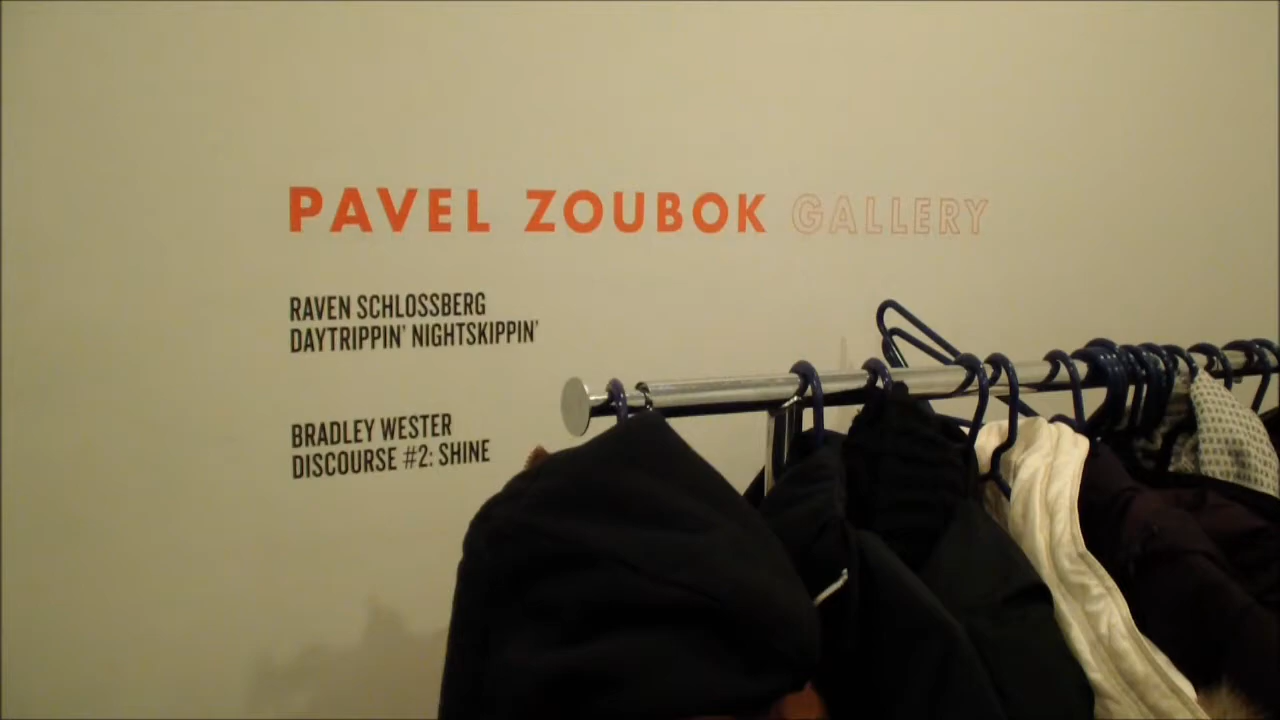 PAVEL ZOUBOK GALLERY
RAVEN SCHLOSSBERG
DAYTRIPPIN' NIGHTSKIPPIN'
BRADLEY WESTER
DISCOURSE #2: SHINE